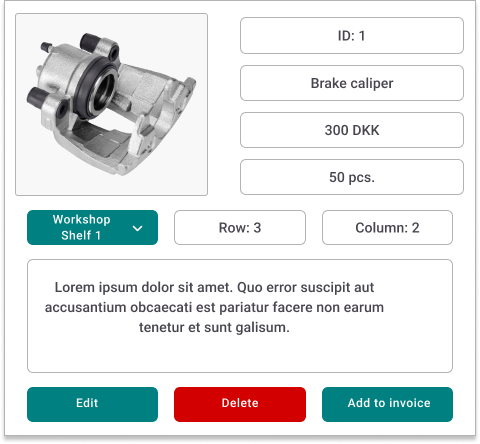 ID: 1
Brake caliper
300 DKK
50 pcs.
Workshop
Shelf 1
Row: 3
Column: 2
Lorem ipsum dolor sit amet. Quo error suscipit aut
accusantium obcaecati est pariatur facere non earum
tenetur et sunt galisum.
Edit
Delete
Add to invoice